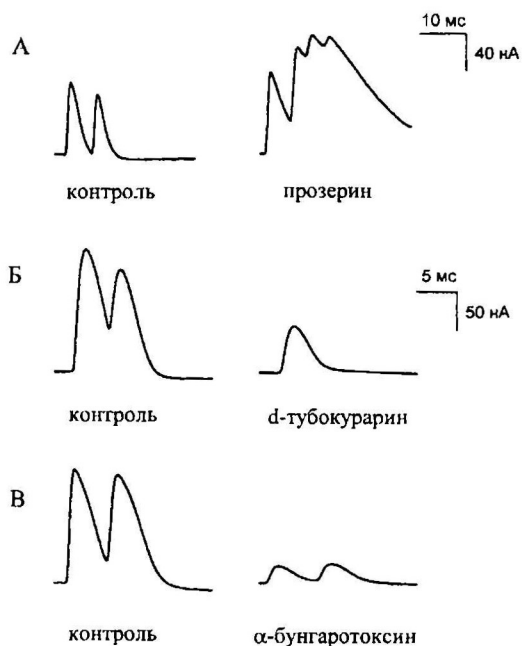 А
10 мс
40 нА
контроль
прозерин
Б
5 мс
50 нА
контроль
d-тубокурарин
В
контроль
α-бунгаротоксин